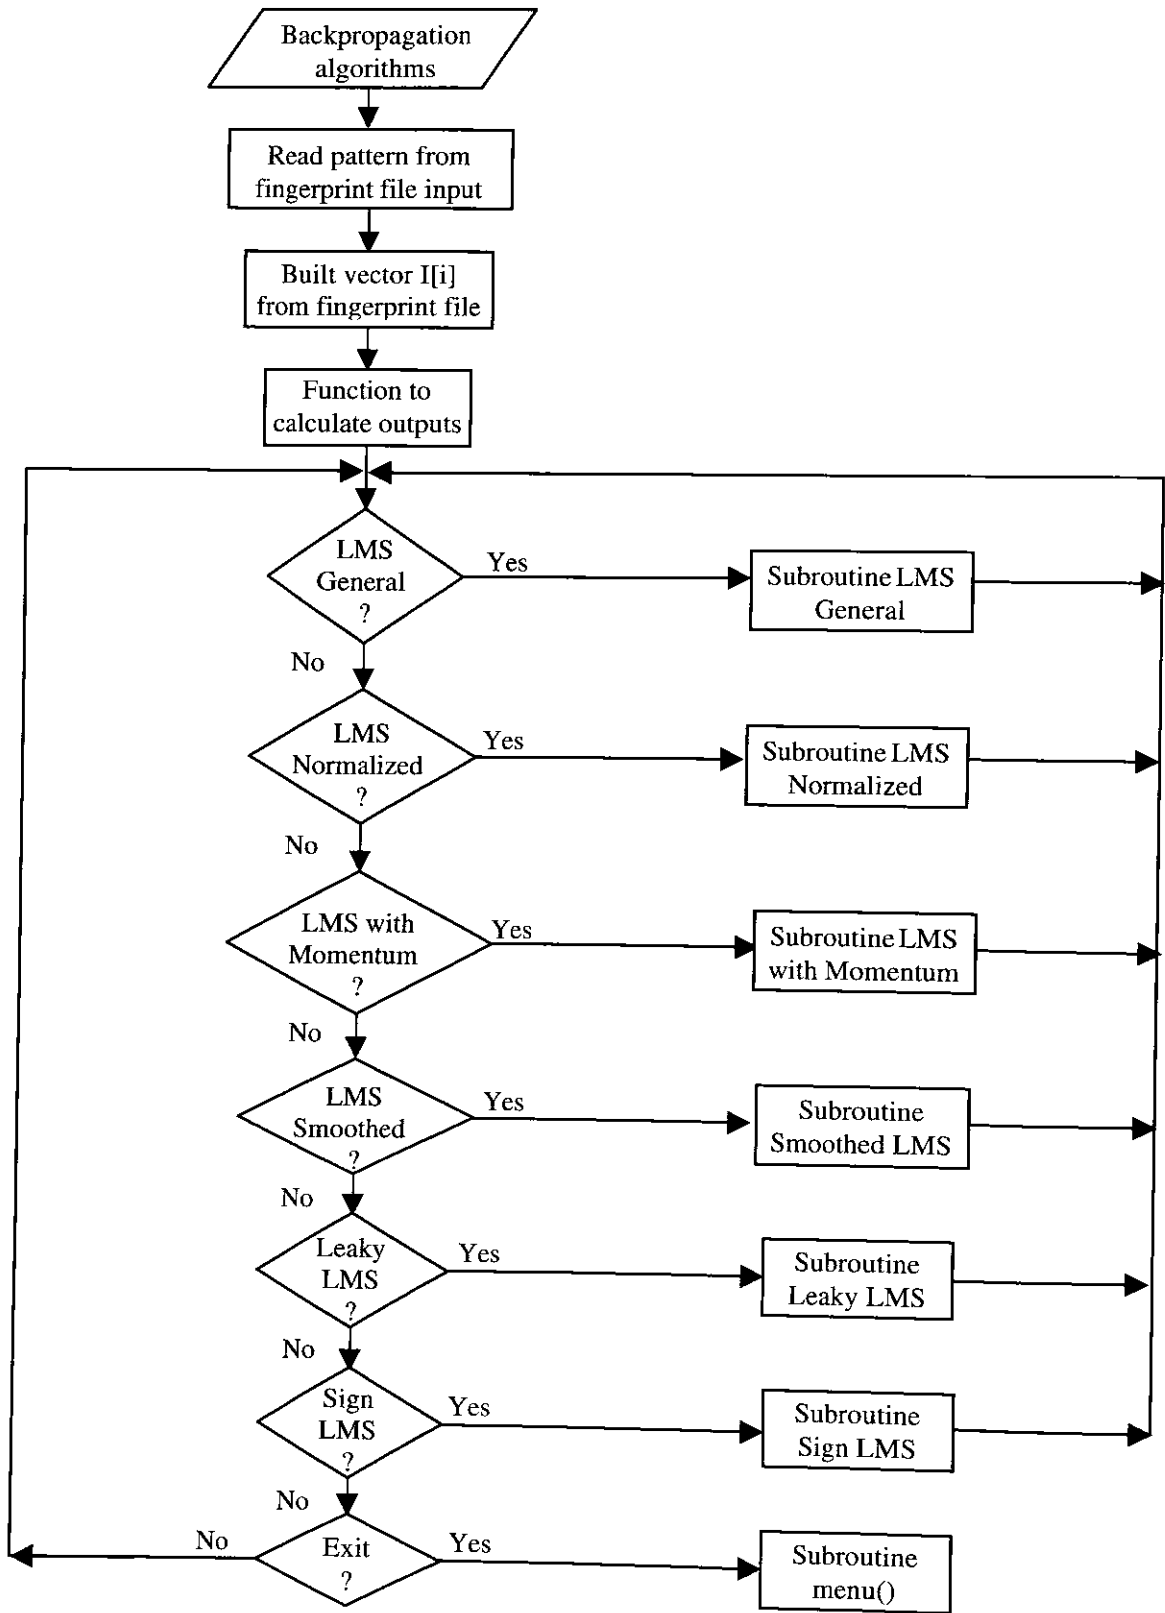 Backpropagation
algorithms
Read pattern from
fingerprint file input
Built vector I[i]
from fingerprint file
Function to
calculate outputs
LMS
General
?
Yes
Subroutine LMS
General
No
LMS
Normalized
?
Yes
Subroutine LMS
Normalized
No
LMS with
Momentum
?
Yes
Subroutine LMS
with Momentum
No
LMS
Smoothed
?
Yes
Subroutine
Smoothed LMS
No
Leaky
LMS
?
Yes
Subroutine
Leaky LMS
No
Sign
LMS
?
Yes
Subroutine
Sign LMS
No
No
Exit
?
Yes
Subroutine
menu()